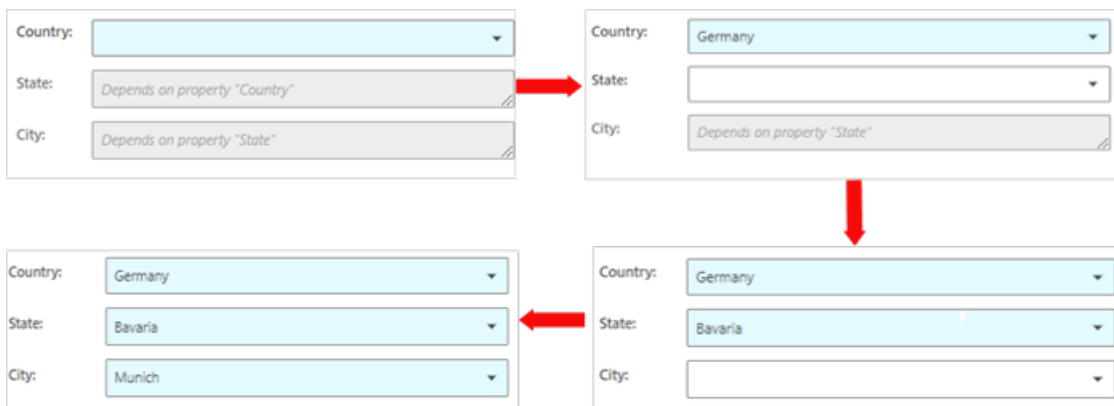 Country:
State: Depends on property "Country"
City: Depends on property "State"
Country: Germany
State:
City: Depends on property "State"
Country: Germany
State: Bavaria
City:
Country: Germany
State: Bavaria
City: Munich